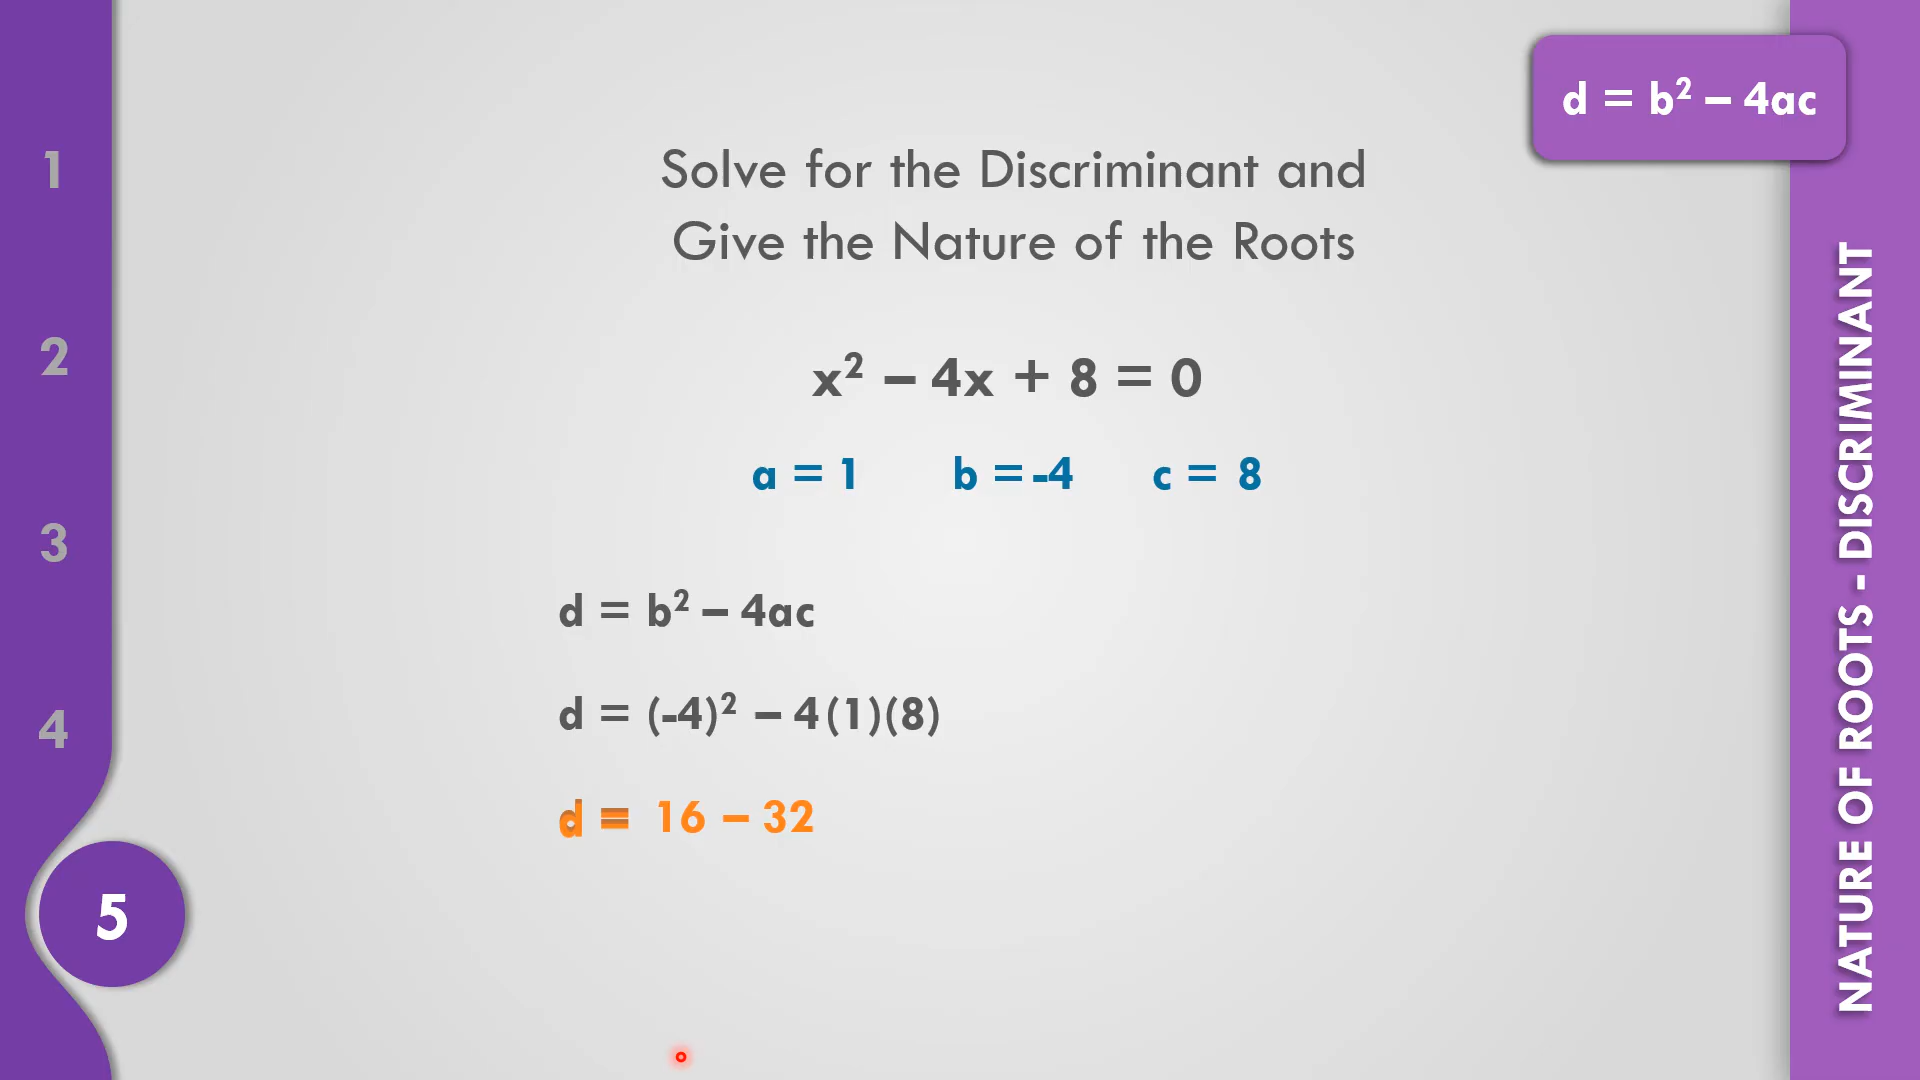 d = b² – 4ac
Solve for the Discriminant and
Give the Nature of the Roots
x² – 4x + 8 = 0
a = 1 b = -4 c = 8
d = b² – 4ac
d = (-4)² – 4(1)(8)
d = 16 – 32
1
2
3
4
5
NATURE OF ROOTS - DISCRIMINANT